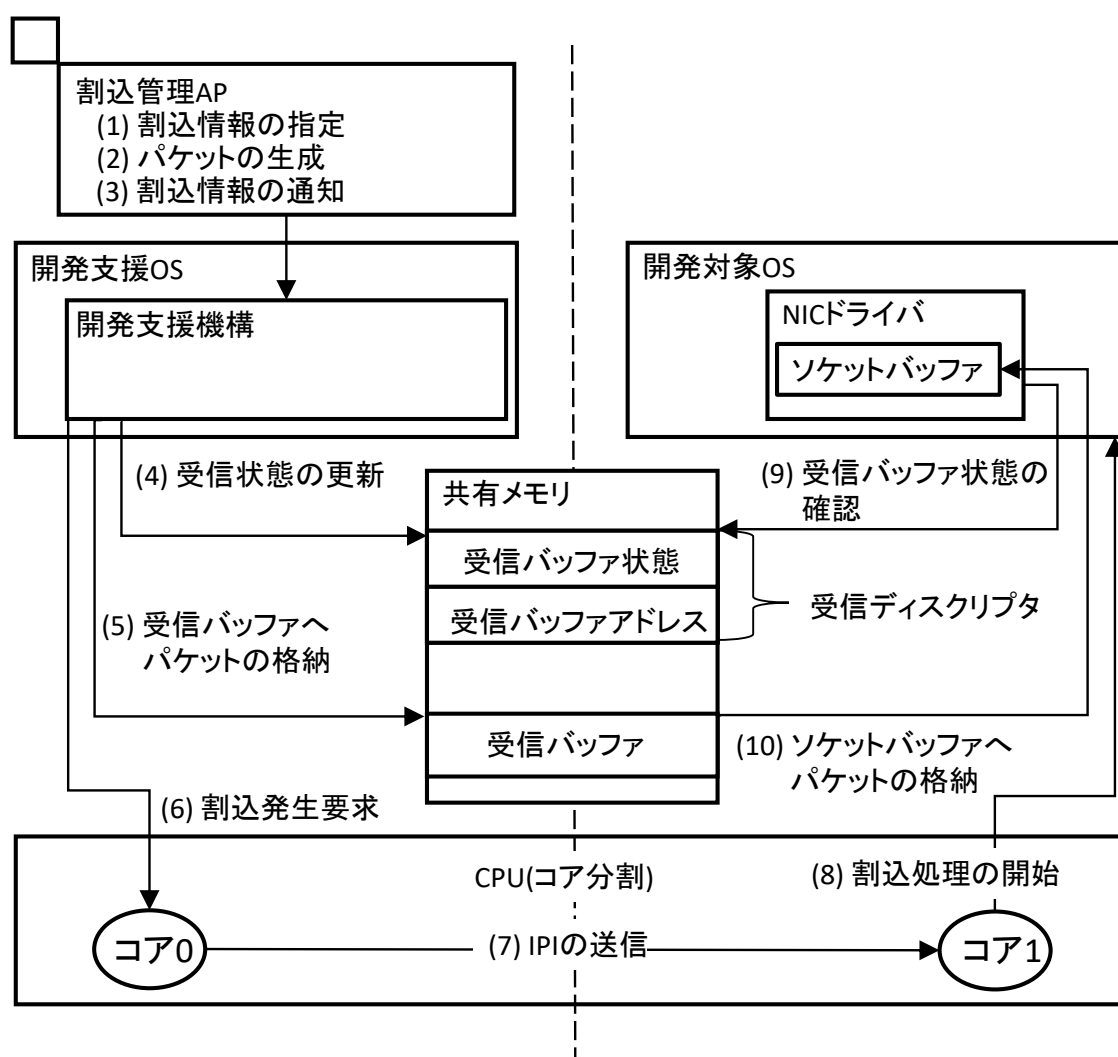 割込管理AP
(1) 割込情報の指定
(2) パケットの生成
(3) 割込情報の通知
開発支援OS
開発支援機構
開発対象OS
NICドライバ
ソケットバッファ
(4) 受信状態の更新
(9) 受信バッファ状態の
確認
共有メモリ
受信バッファ状態
受信バッファアドレス
受信ディスクリプタ
(5) 受信バッファへ
パケットの格納
受信バッファ
(10) ソケットバッファへ
パケットの格納
(6) 割込発生要求
CPU(コア分割)
(8) 割込処理の開始
コア0
(7) IPIの送信
コア1